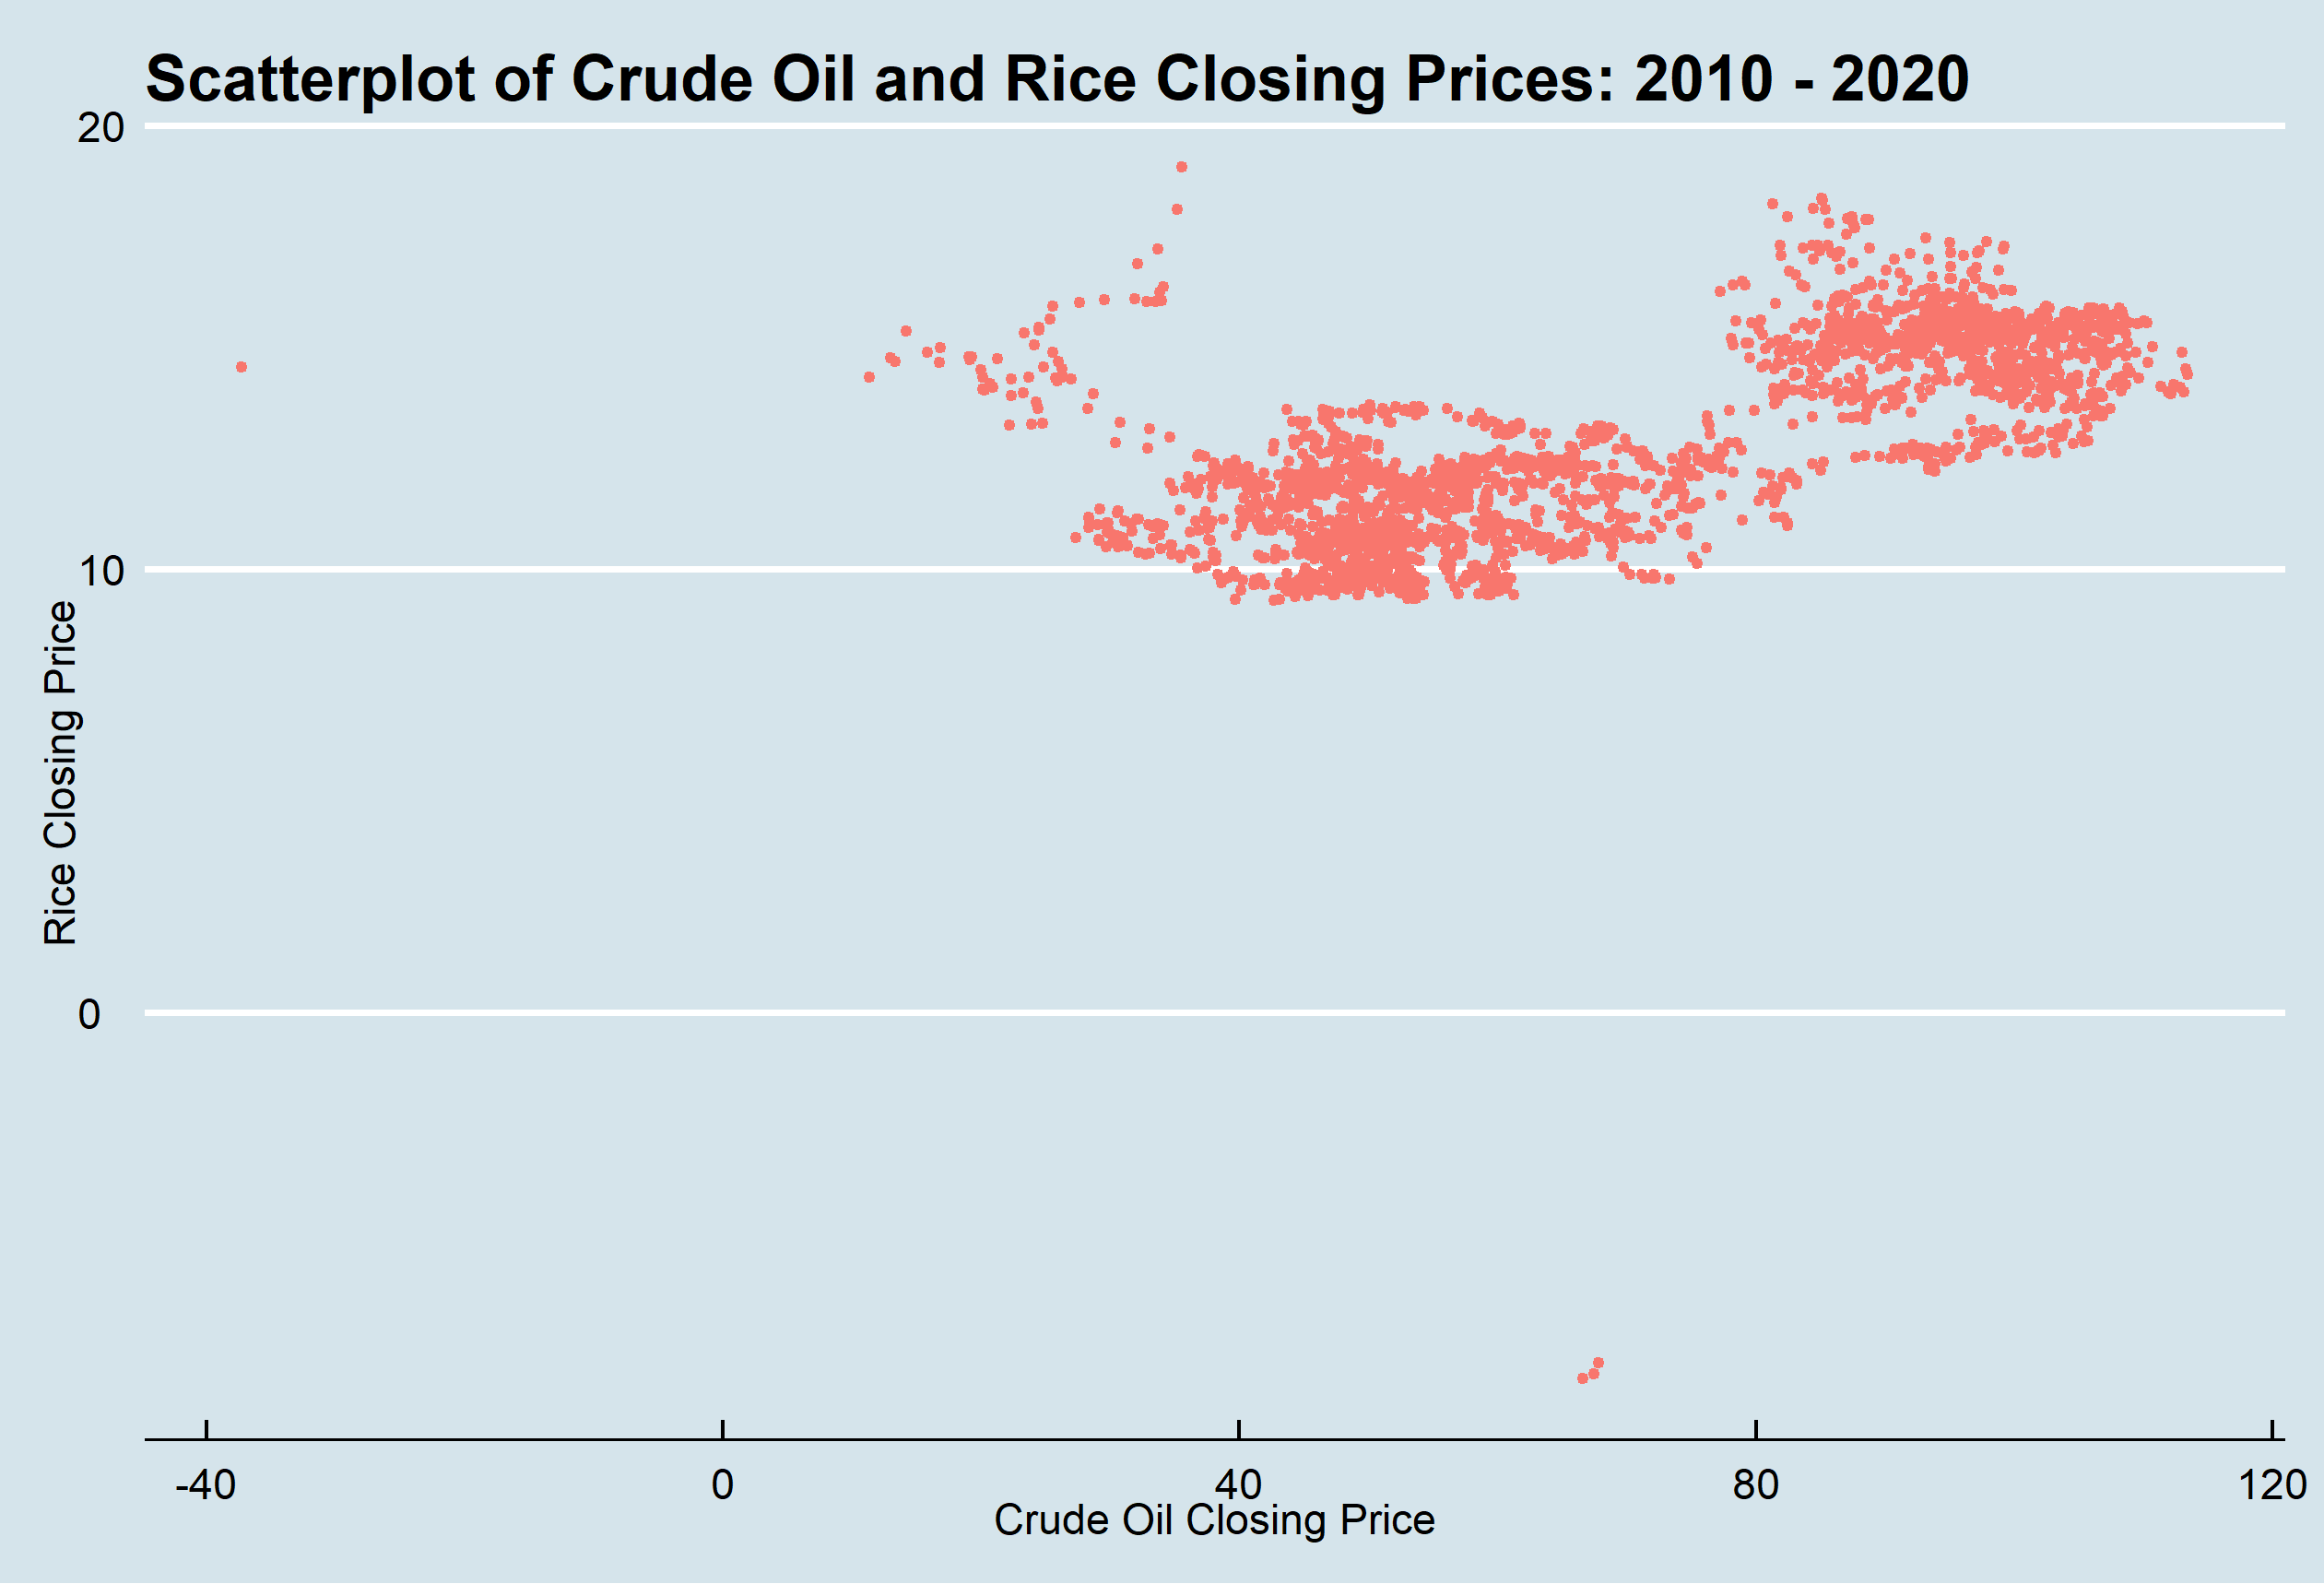 Scatterplot of Crude Oil and Rice Closing Prices: 2010 - 2020
20
10
0
Rice Closing Price
-40 0 40 80 120
Crude Oil Closing Price